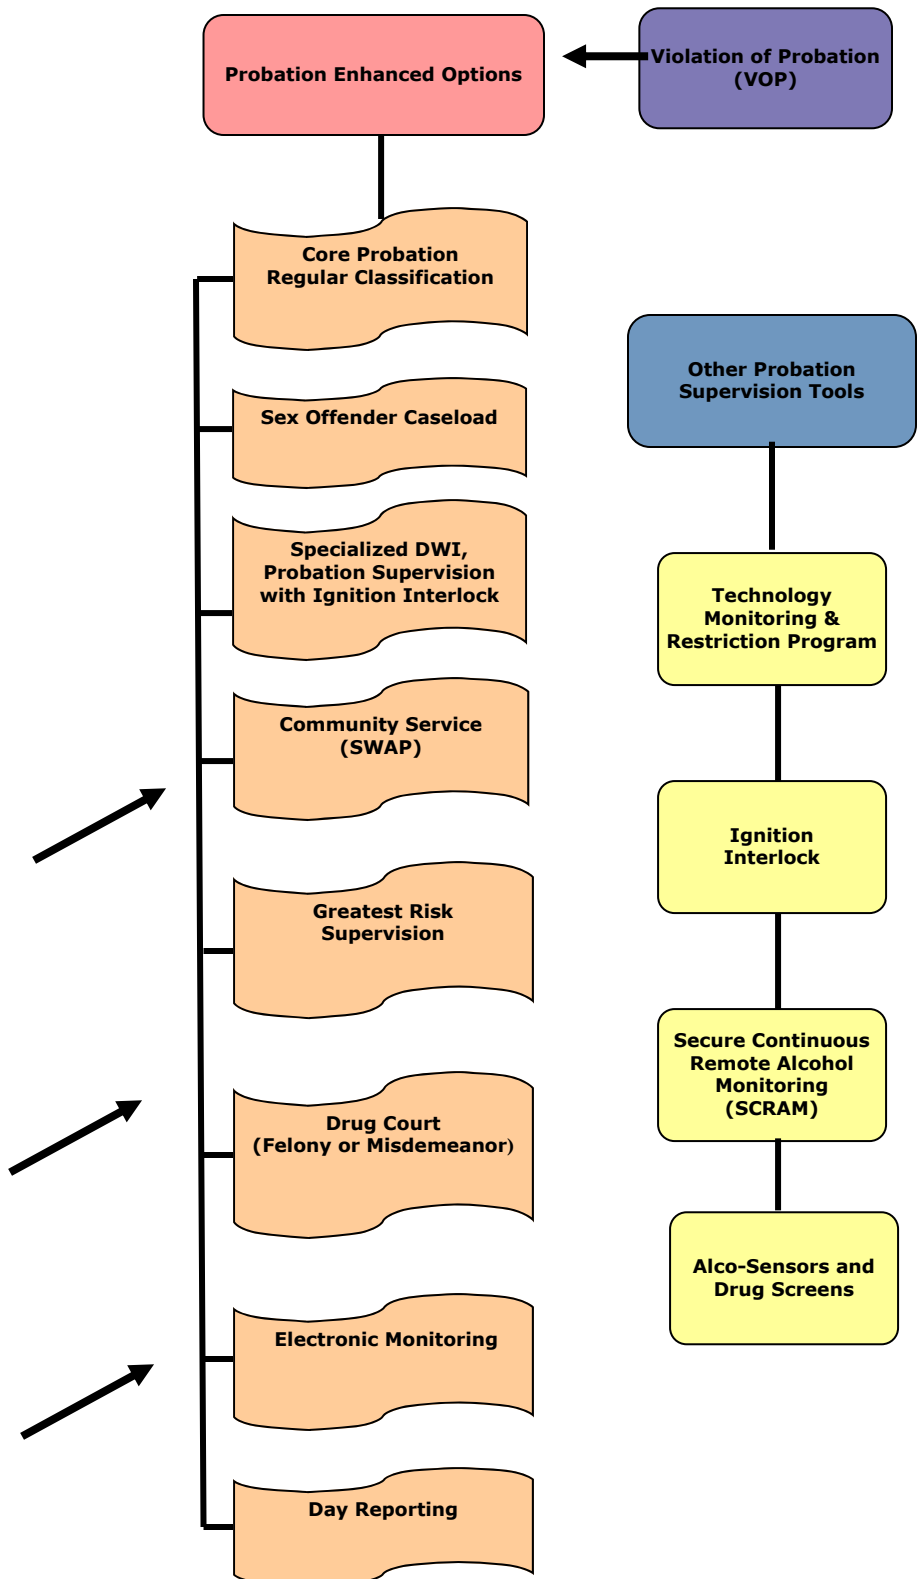 Probation Enhanced Options
Violation of Probation
(VOP)
Core Probation
Regular Classification
Sex Offender Caseload
Specialized DWI,
Probation Supervision
with Ignition Interlock
Community Service
(SWAP)
Greatest Risk
Supervision
Drug Court
(Felony or Misdemeanor)
Electronic Monitoring
Day Reporting
Other Probation
Supervision Tools
Technology
Monitoring &
Restriction Program
Ignition
Interlock
Secure Continuous
Remote Alcohol
Monitoring
(SCRAM)
Alco-Sensors and
Drug Screens